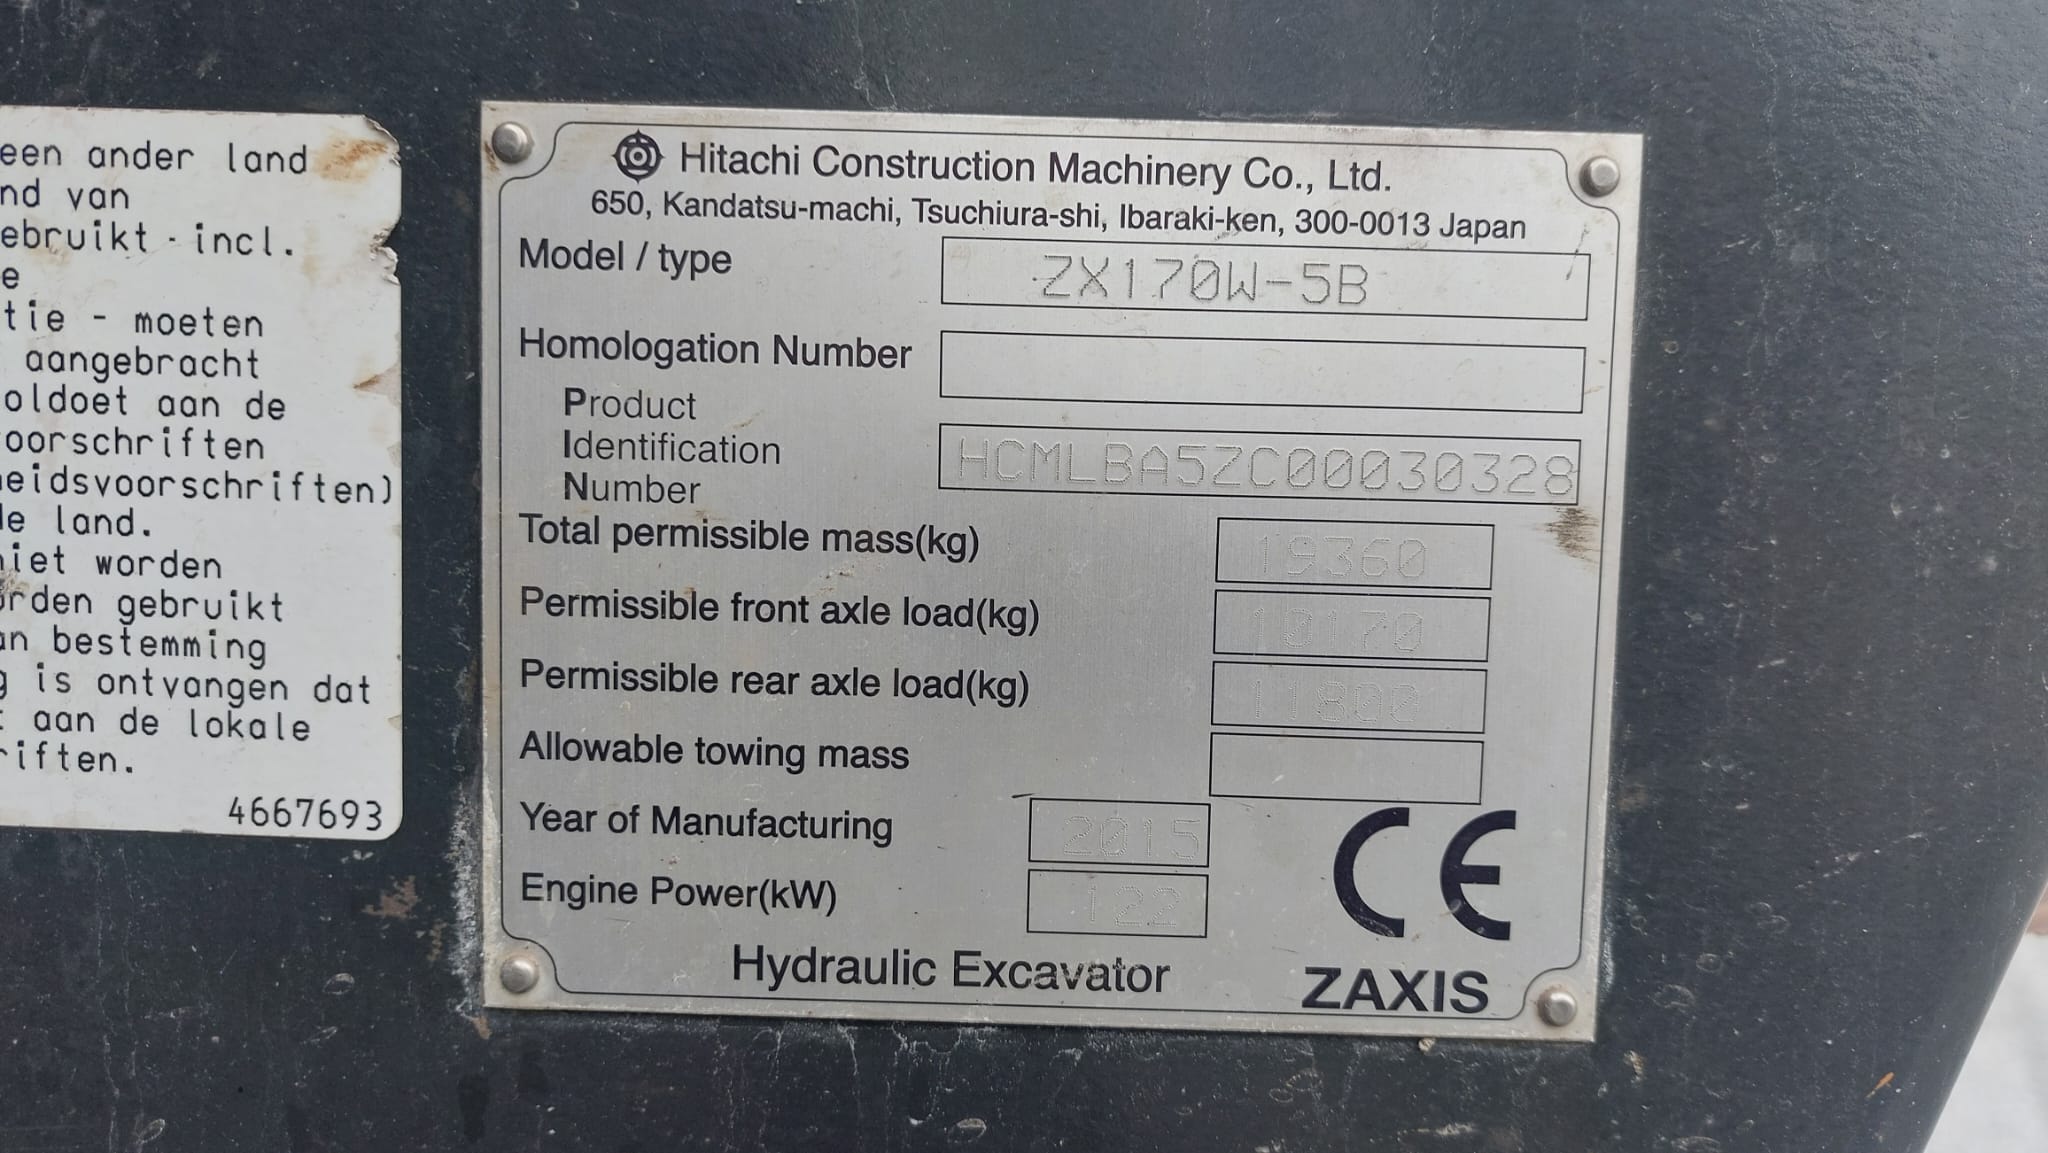 een ander land
nd van
ebruikt - incl.
e
tie - moeten
aangebracht
oldoet aan de
oorschriften
eidsvoorschriften)
le land.
niet worden
rden gebruikt
an bestemming
g is ontvangen dat
t aan de lokale
riften.
4667693
Hitachi Construction Machinery Co., Ltd.
650, Kandatsu-machi, Tsuchiura-shi, Ibaraki-ken, 300-0013 Japan
Model / type ZX170W-5B
Homologation Number
Product
Identification
Number HCMLBA5ZC00030328
Total permissible mass(kg) 19360
Permissible front axle load(kg) 10170
Permissible rear axle load(kg) 11800
Allowable towing mass
Year of Manufacturing 2015
Engine Power(kW) 122
CE
Hydraulic Excavator ZAXIS